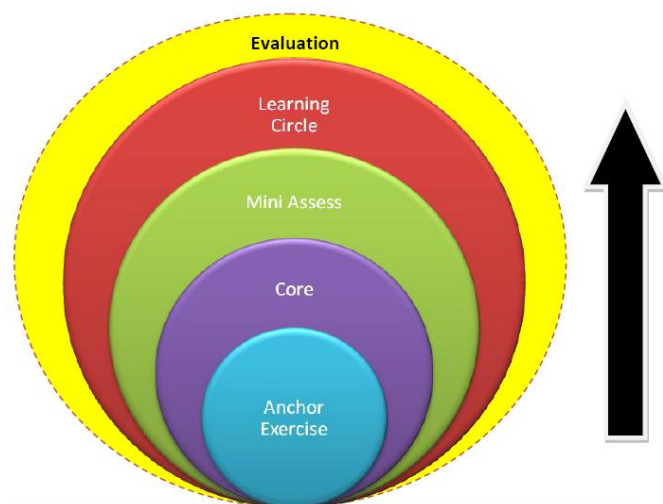 Evaluation
Learning
Circle
Mini Assess
Core
Anchor
Exercise